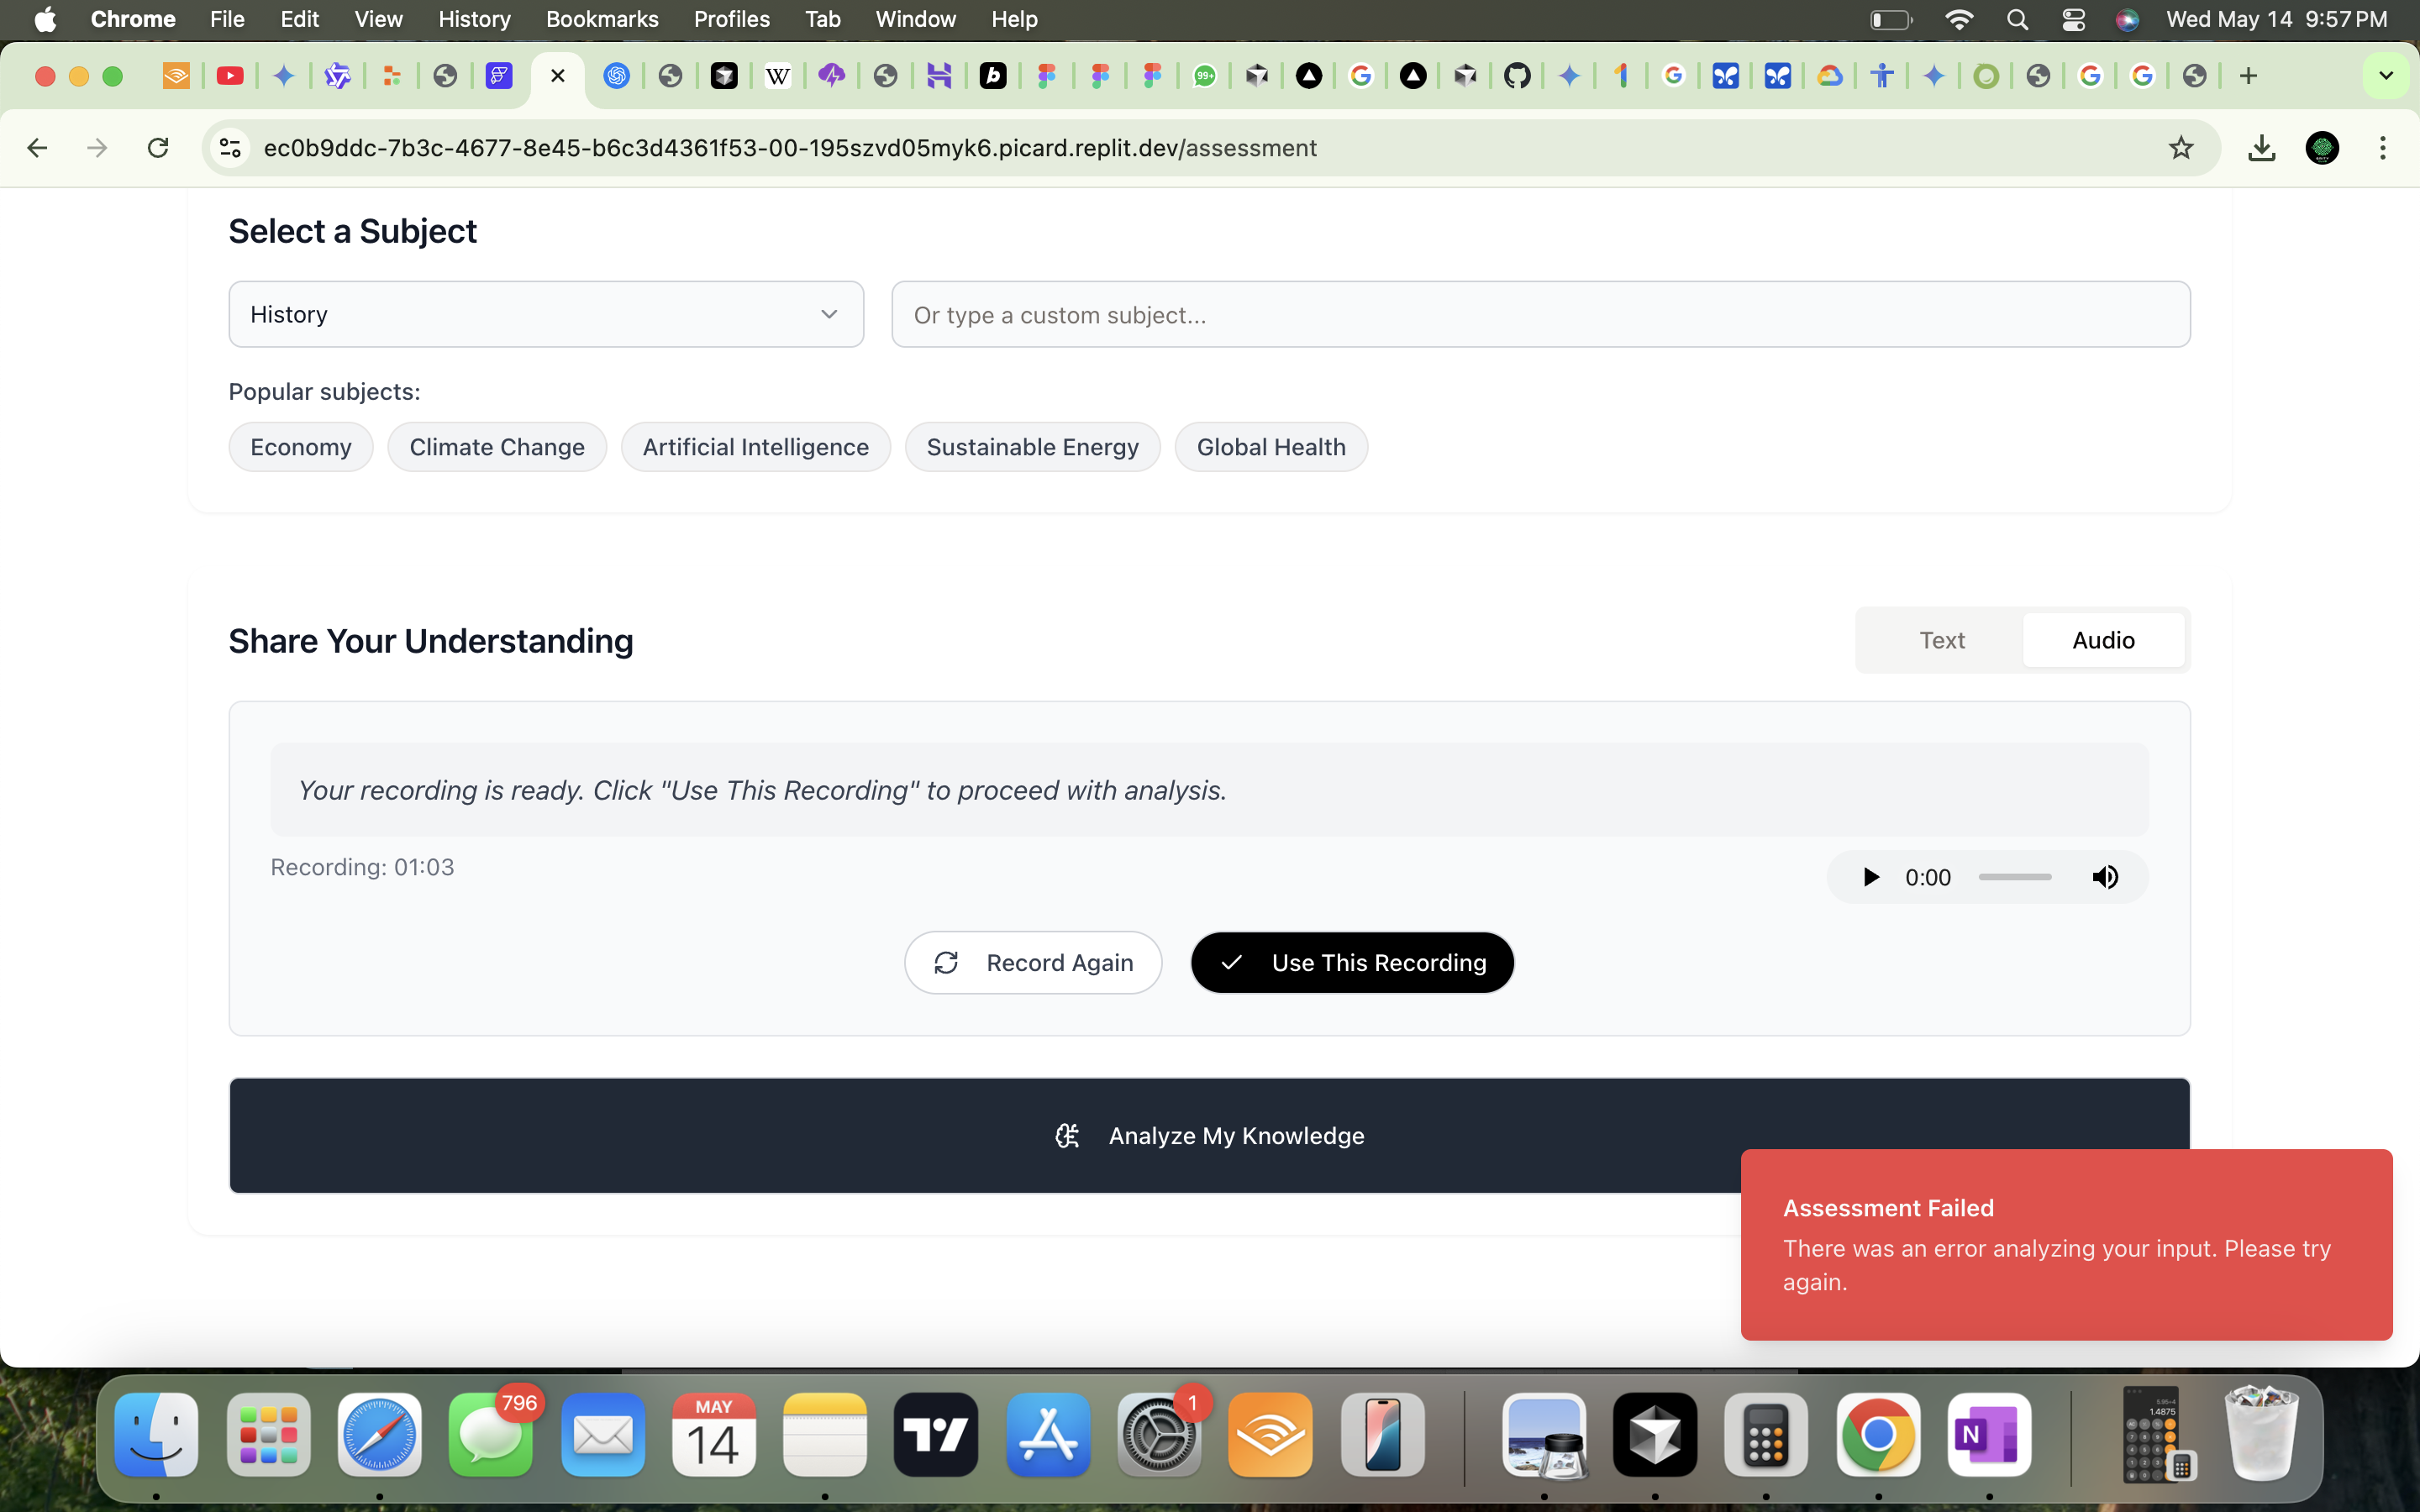 Chrome File Edit View History Bookmarks Profiles Tab Window Help Wed May 14 9:57 PM
W b 99+ G G G G
ec0b9ddc-7b3c-4677-8e45-b6c3d4361f53-00-195szvd05myk6.picard.replit.dev/assessment
Select a Subject
History
Or type a custom subject...
Popular subjects:
Economy Climate Change Artificial Intelligence Sustainable Energy Global Health
Share Your Understanding
Text Audio
Your recording is ready. Click "Use This Recording" to proceed with analysis.
Recording: 01:03
0:00
Record Again Use This Recording
Analyze My Knowledge
Assessment Failed
There was an error analyzing your input. Please try
again.
796 MAY 14 1 N 1.4875